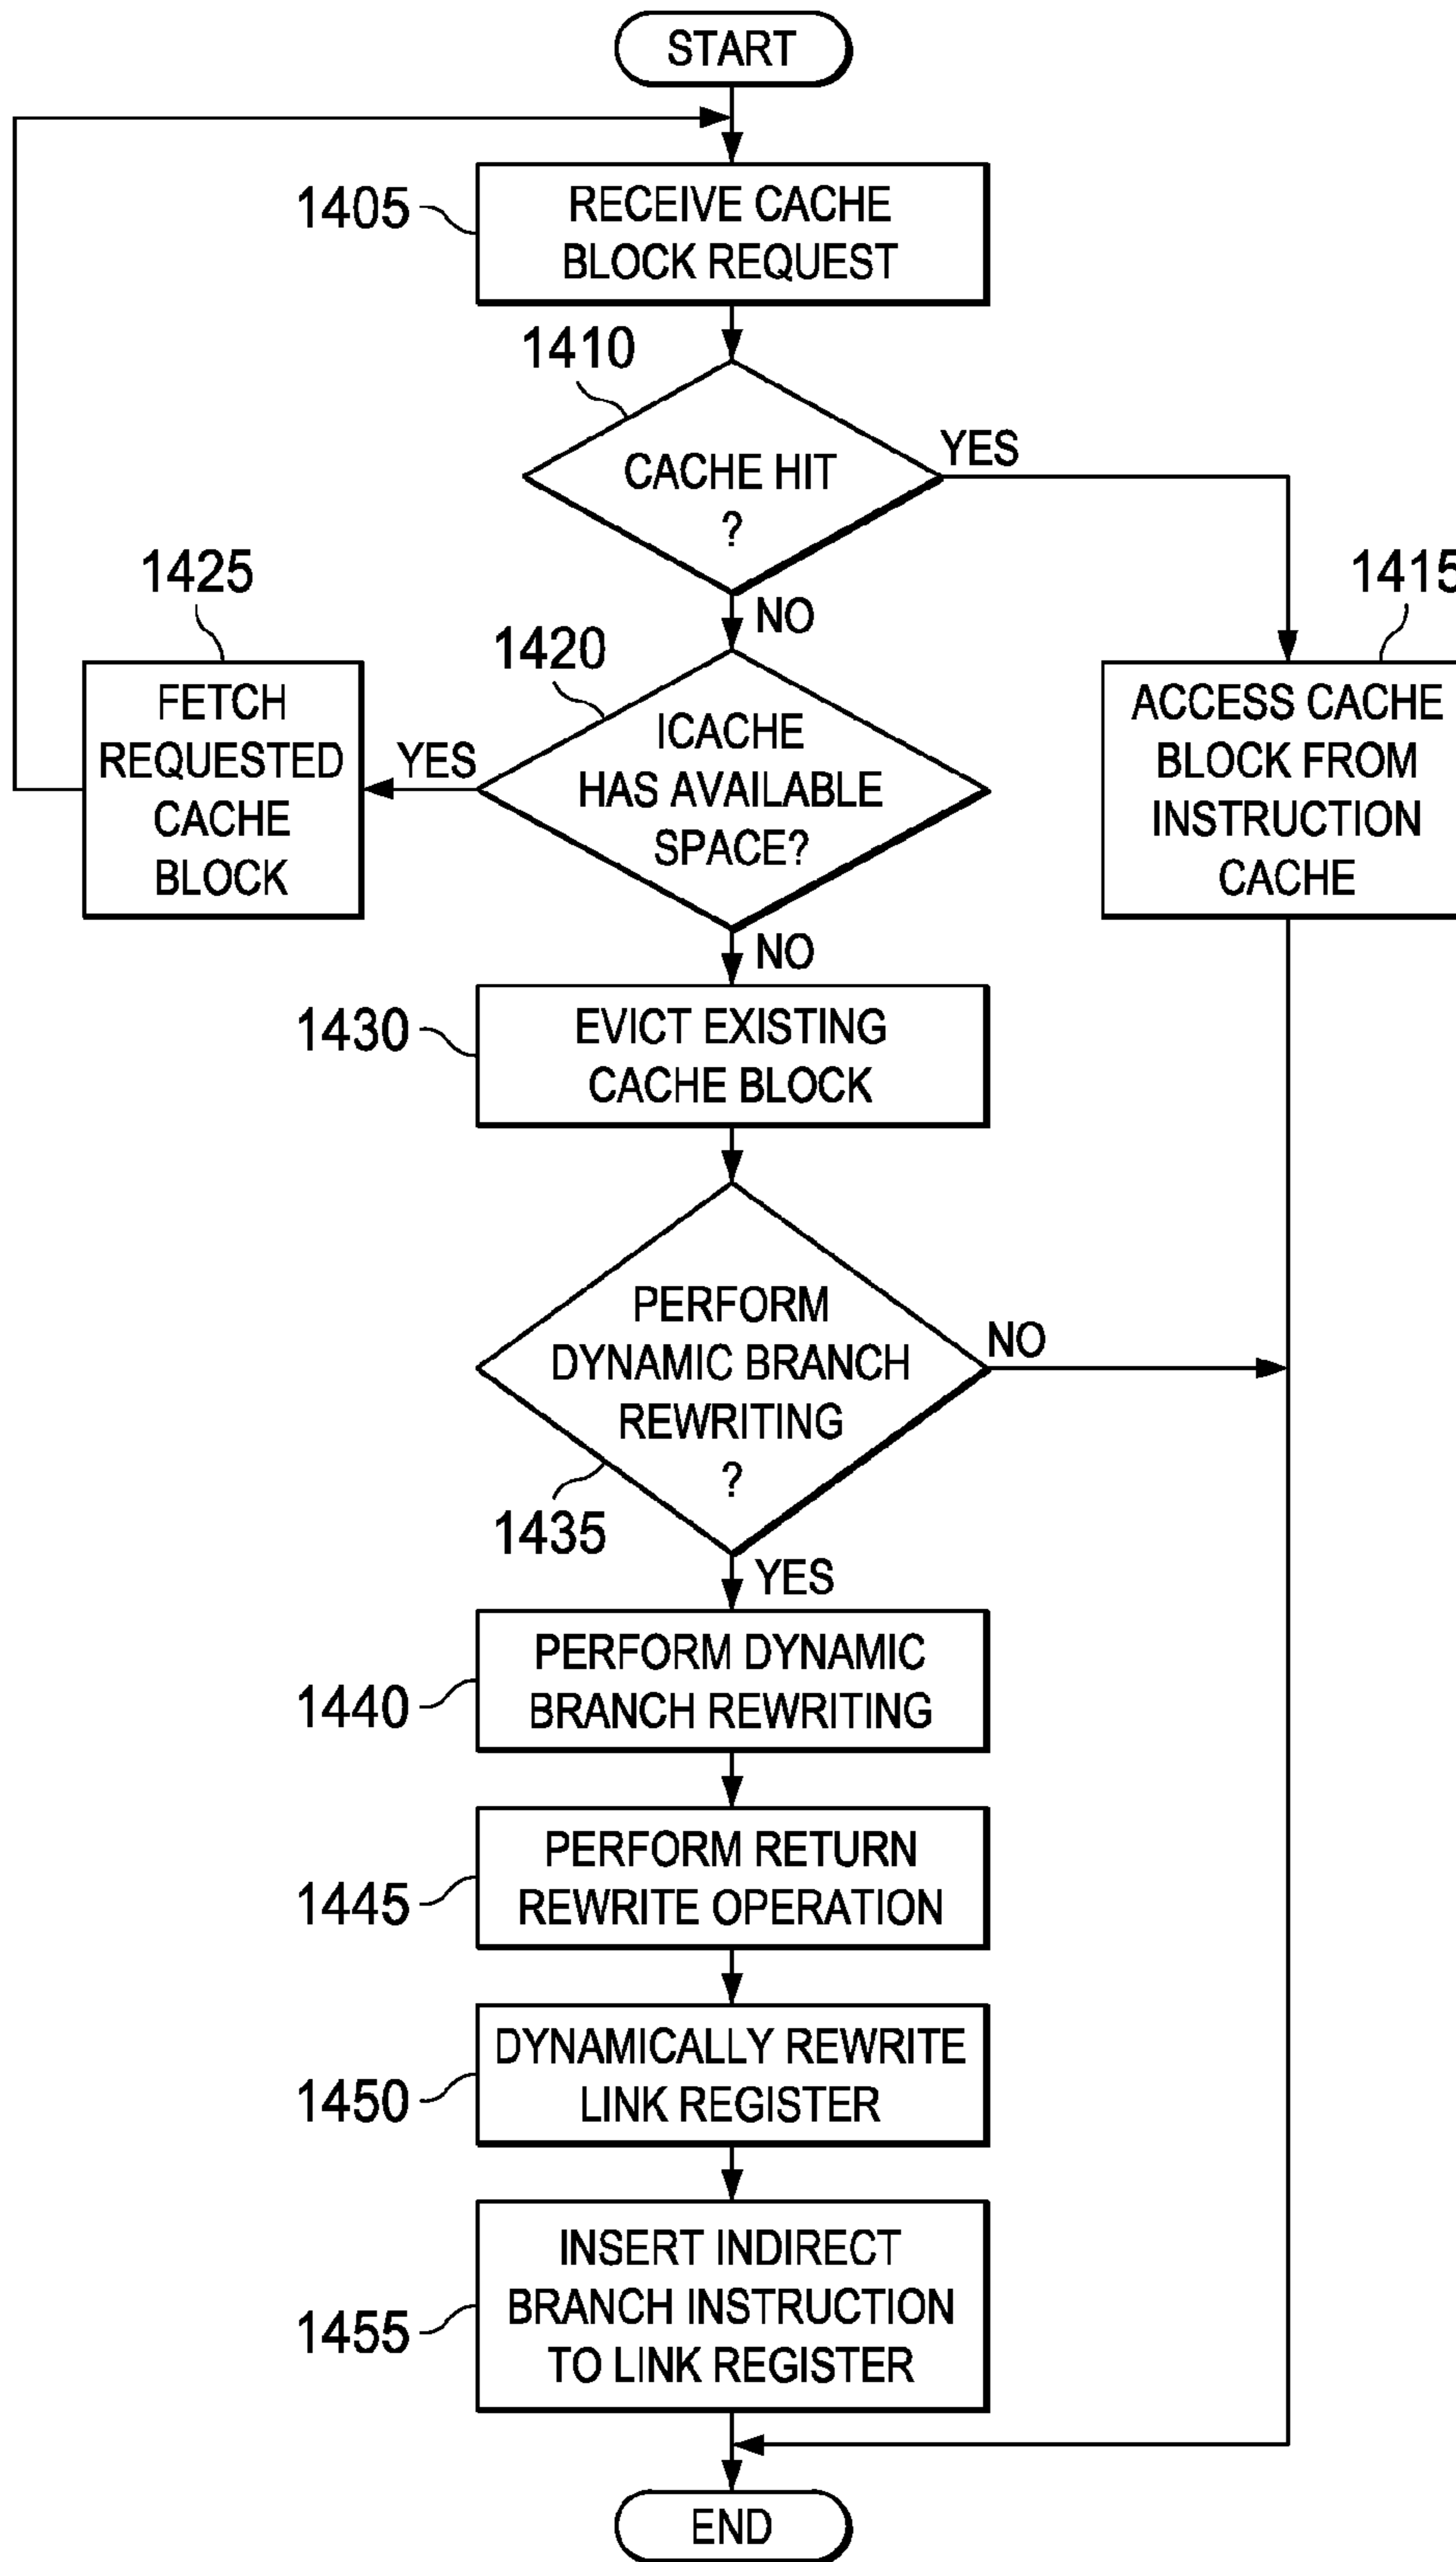 START
1405
RECEIVE CACHE
BLOCK REQUEST
1410
CACHE HIT
?
YES
NO
1415
ACCESS CACHE
BLOCK FROM
INSTRUCTION
CACHE
1420
ICACHE
HAS AVAILABLE
SPACE?
YES
NO
1425
FETCH
REQUESTED
CACHE
BLOCK
1430
EVICT EXISTING
CACHE BLOCK
PERFORM
DYNAMIC BRANCH
REWRITING
?
1435
NO
YES
1440
PERFORM DYNAMIC
BRANCH REWRITING
1445
PERFORM RETURN
REWRITE OPERATION
1450
DYNAMICALLY REWRITE
LINK REGISTER
1455
INSERT INDIRECT
BRANCH INSTRUCTION
TO LINK REGISTER
END